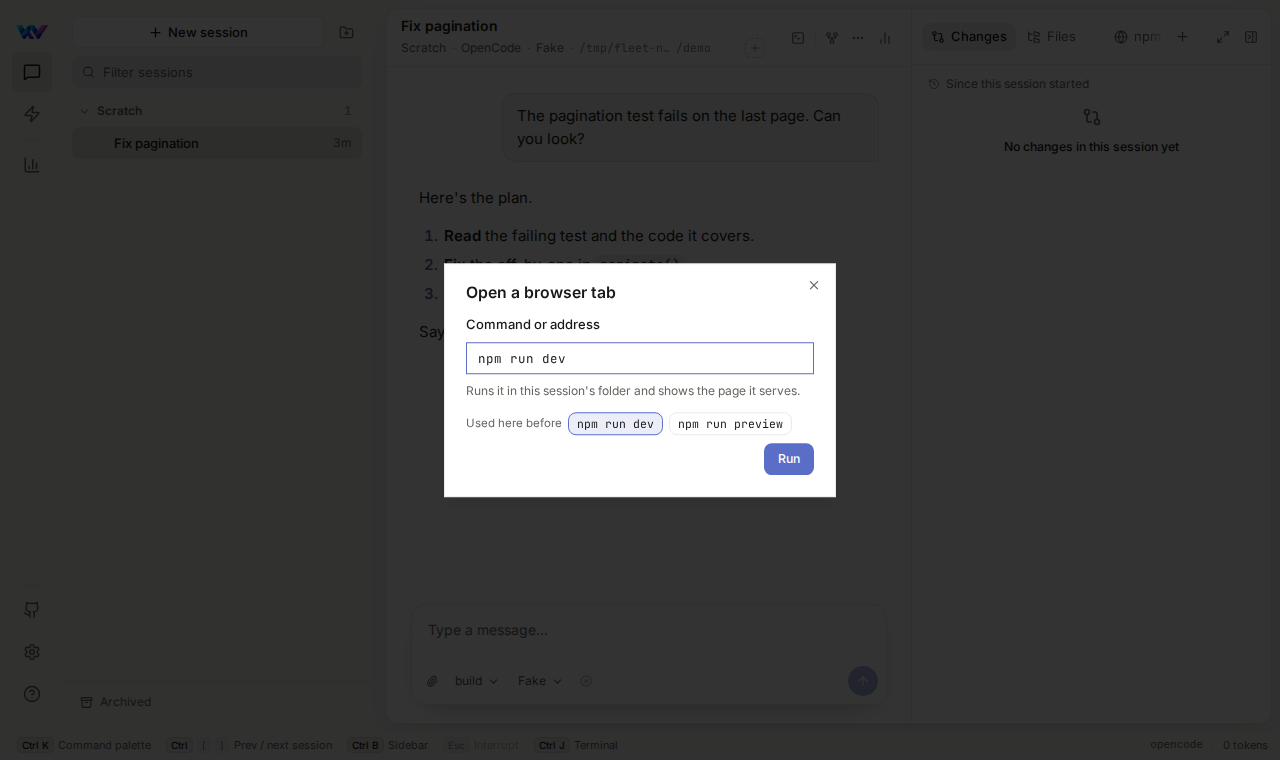 New session
Filter sessions
Scratch 1
Fix pagination 3m
Archived
Fix pagination
Scratch · OpenCode · Fake · /tmp/fleet-n… /demo
The pagination test fails on the last page. Can
you look?
Here's the plan.
1. Read the failing test and the code it covers.
2.
3.
Say
Open a browser tab
Command or address
npm run dev
Runs it in this session's folder and shows the page it serves.
Used here before npm run dev npm run preview
Run
Type a message...
build Fake
Changes Files npm
Since this session started
No changes in this session yet
Ctrl K Command palette Ctrl [ ] Prev / next session Ctrl B Sidebar Esc Interrupt Ctrl J Terminal
opencode 0 tokens